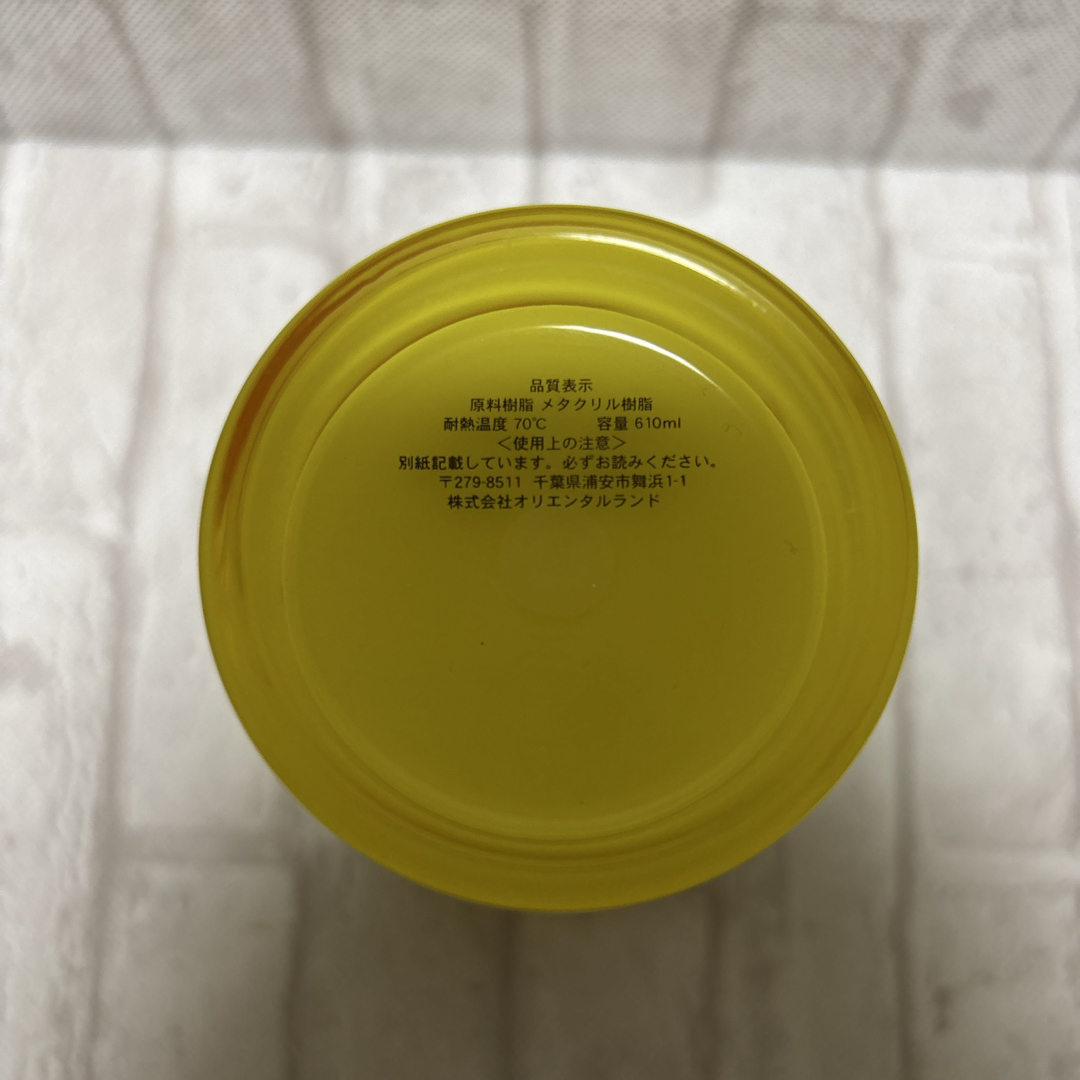 品質表示
原料樹脂 メタクリル樹脂
耐熱温度 70℃ 容量 610ml
＜使用上の注意＞
別紙記載しています。必ずお読みください。
〒279-8511 千葉県浦安市舞浜1-1
株式会社オリエンタルランド